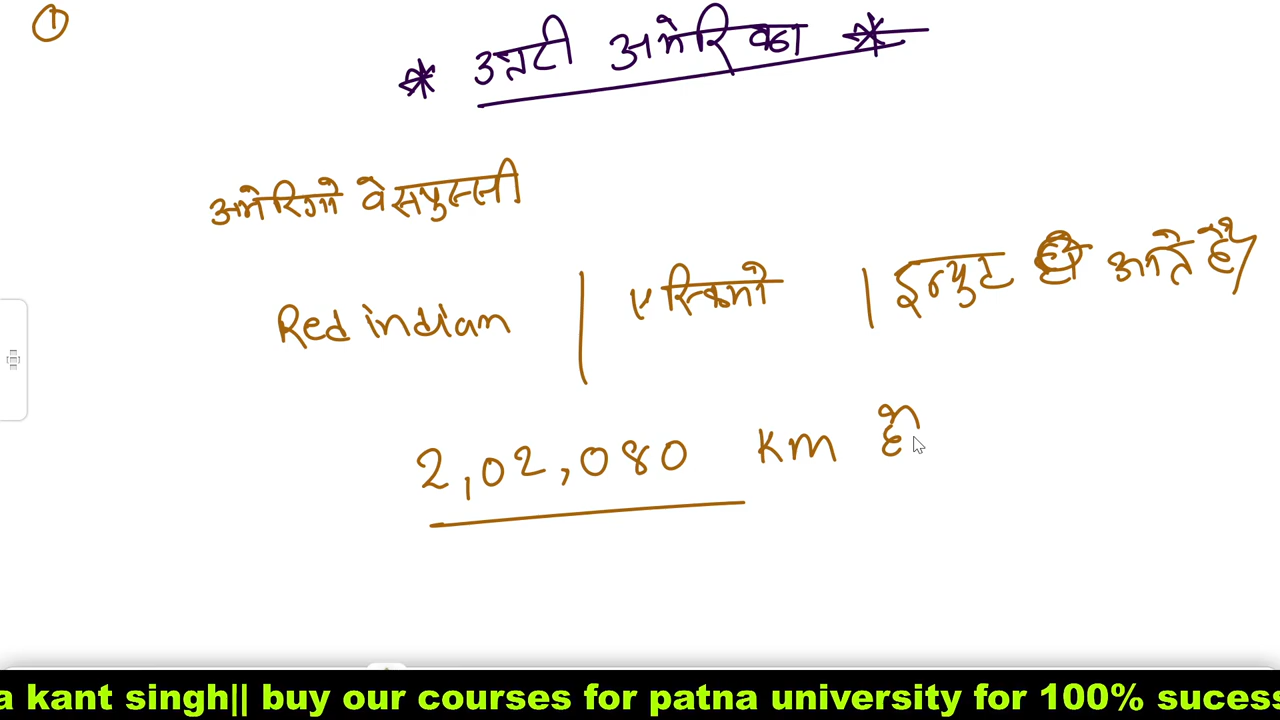 ①
* उत्तरी अमेरिका *
अमेरिगो वेसपुस्सी
Red indian | एस्किमो | इन्युट आते हैं
2,02,080 km है
a kant singh|| buy our courses for patna university for 100% sucess